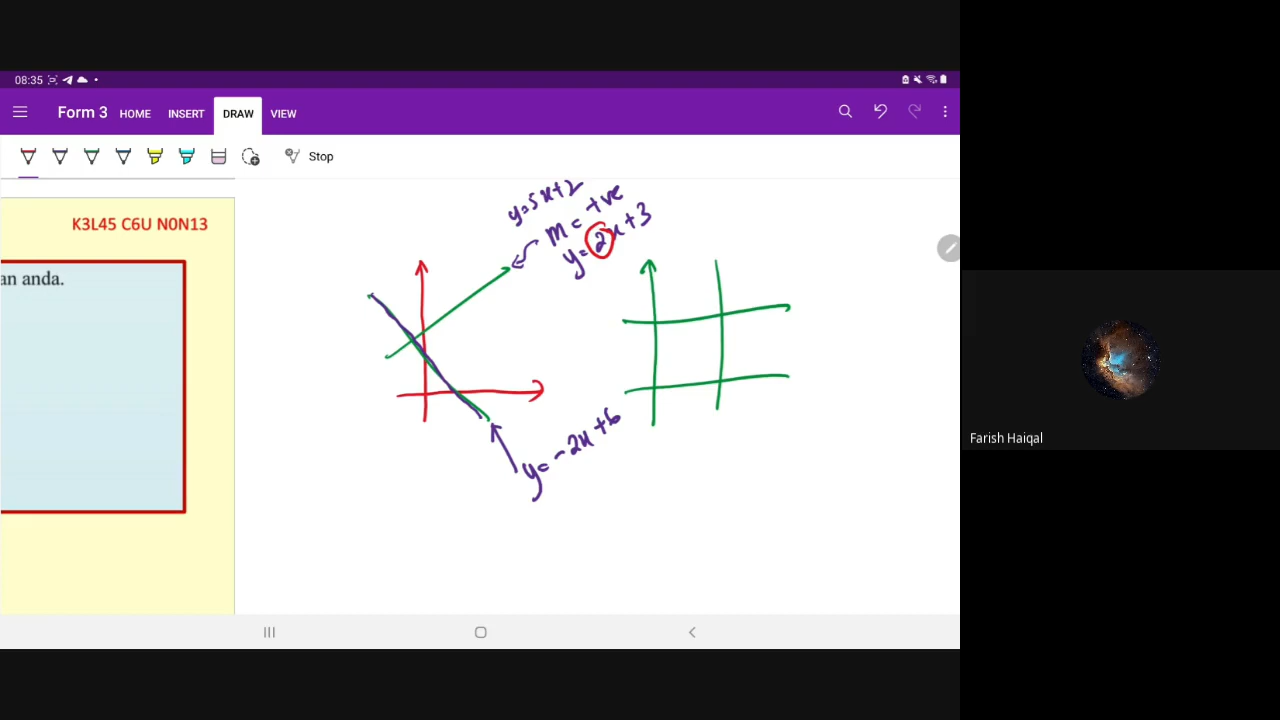 08:35
Form 3 HOME INSERT DRAW VIEW
Stop
K3L45 C6U N0N13
an anda.
y=5x+2
m = +ve
y=2x+3
y= -2x+6
Farish Haiqal